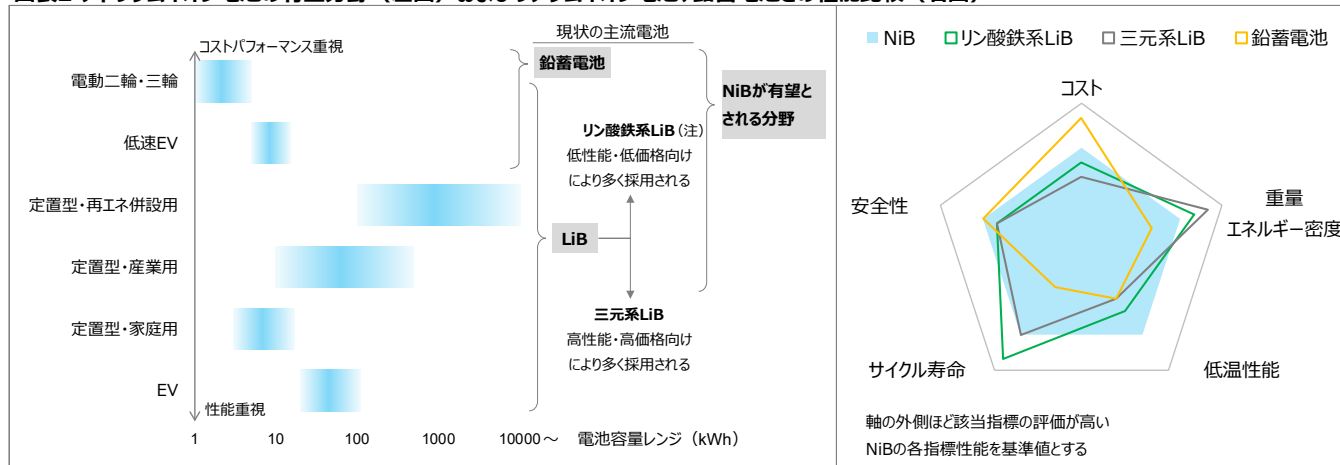 コストパフォーマンス重視
電動二輪・三輪
低速EV
定置型・再エネ併設用
定置型・産業用
定置型・家庭用
EV
性能重視
1
10
100
1000
10000～
電池容量レンジ（kWh）
現状の主流電池
鉛蓄電池
LiB
リン酸鉄系LiB（注）
低性能・低価格向け
により多く採用される
三元系LiB
高性能・高価格向け
により多く採用される
NiBが有望と
される分野
NiB
リン酸鉄系LiB
三元系LiB
鉛蓄電池
コスト
重量
エネルギー密度
低温性能
サイクル寿命
安全性
軸の外側ほど該当指標の評価が高い
NiBの各指標性能を基準値とする